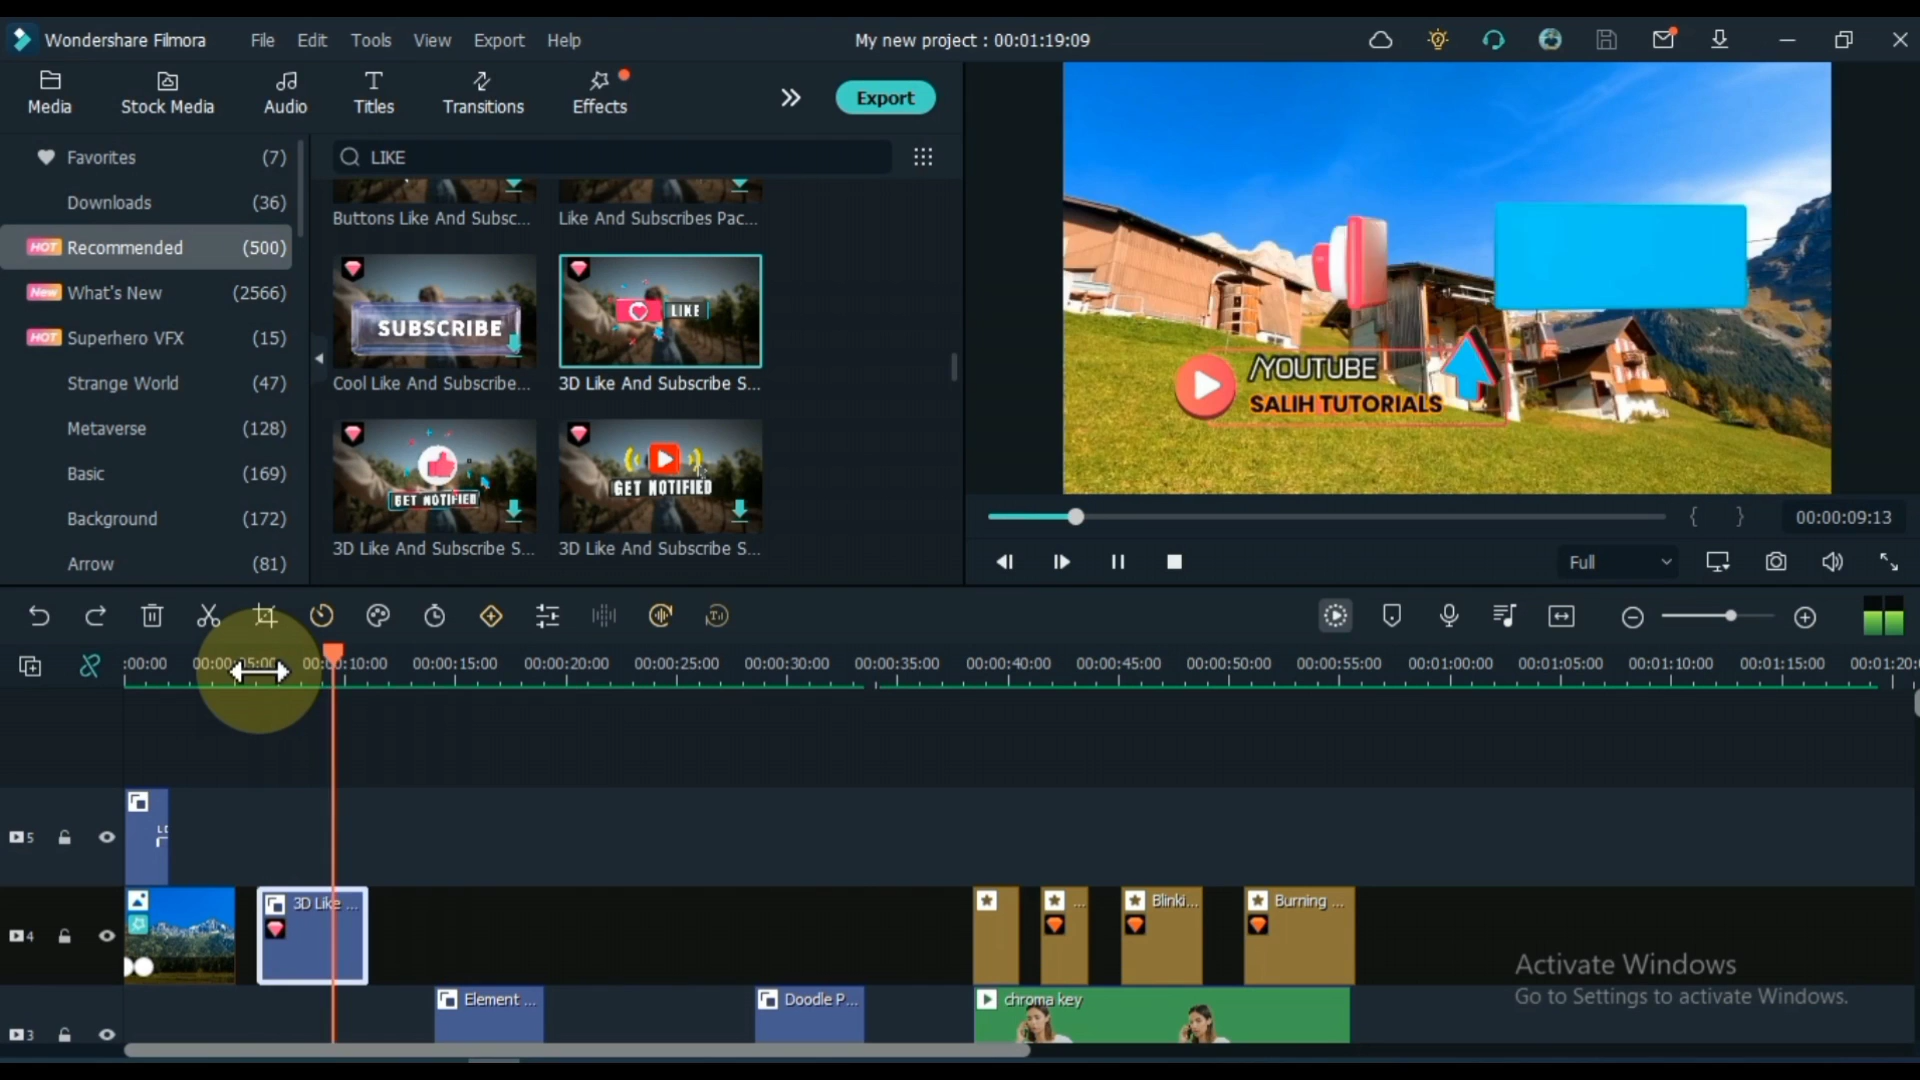 Wondershare Filmora File Edit Tools View Export Help My new project : 00:01:19:09
Media Stock Media Audio Titles Transitions Effects Export
Favorites (7)
Downloads (36)
HOT Recommended (500)
New What's New (2566)
HOT Superhero VFX (15)
Strange World (47)
Metaverse (128)
Basic (169)
Background (172)
Arrow (81)
LIKE
Buttons Like And Subsc... Like And Subscribes Pac...
SUBSCRIBE LIKE
Cool Like And Subscribe... 3D Like And Subscribe S...
GET NOTIFIED GET NOTIFIED
3D Like And Subscribe S... 3D Like And Subscribe S...
/YOUTUBE
SALIH TUTORIALS
{ } 00:00:09:13
Full
:00:00 00:00:05:00 00:00:10:00 00:00:15:00 00:00:20:00 00:00:25:00 00:00:30:00 00:00:35:00 00:00:40:00 00:00:45:00 00:00:50:00 00:00:55:00 00:01:00:00 00:01:05:00 00:01:10:00 00:01:15:00 00:01:20:
5
4 3D Like ... ... Blinki... Burning ...
3 Element ... Doodle P... chroma key
Activate Windows
Go to Settings to activate Windows.